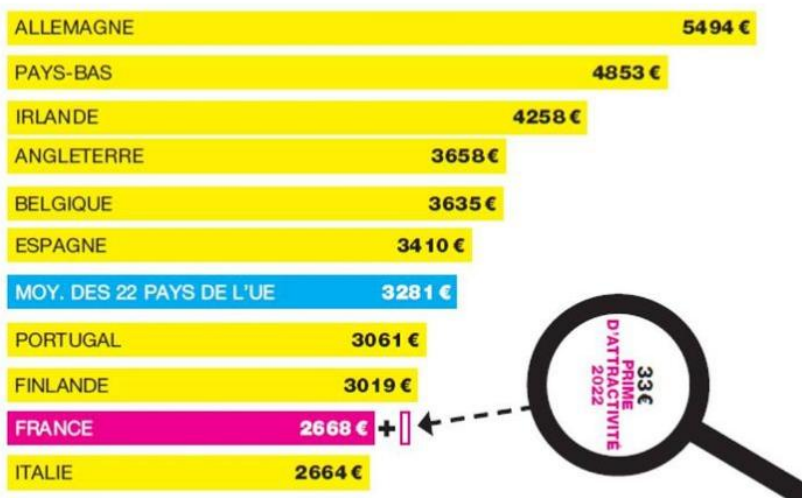 ALLEMAGNE 5494 €
PAYS-BAS 4853 €
IRLANDE 4258 €
ANGLETERRE 3658€
BELGIQUE 3635 €
ESPAGNE 3410 €
MOY. DES 22 PAYS DE L'UE 3281 €
PORTUGAL 3061 €
FINLANDE 3019 €
FRANCE 2668 € +
ITALIE 2664 €
33€
PRIME
D'ATTRACTIVITÉ
2022